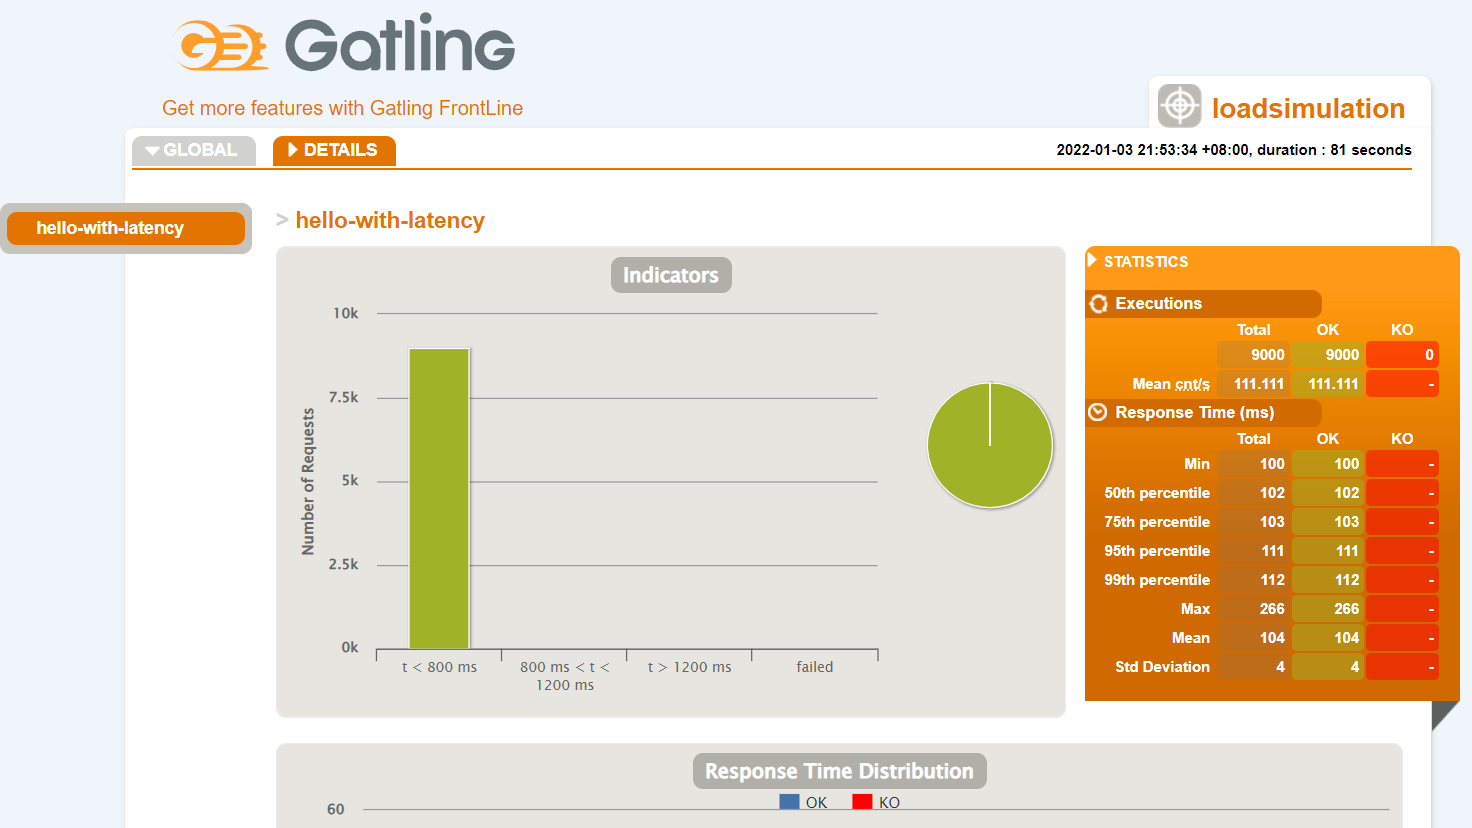 Gatling
Get more features with Gatling FrontLine
loadsimulation
GLOBAL
DETAILS
2022-01-03 21:53:34 +08:00, duration : 81 seconds
hello-with-latency
> hello-with-latency
Indicators
10k
7.5k
5k
2.5k
0k
Number of Requests
t < 800 ms
800 ms < t <
1200 ms
t > 1200 ms
failed
STATISTICS
Executions
Total OK KO
9000 9000 0
Mean cnt/s 111.111 111.111 -
Response Time (ms)
Total OK KO
Min 100 100 -
50th percentile 102 102 -
75th percentile 103 103 -
95th percentile 111 111 -
99th percentile 112 112 -
Max 266 266 -
Mean 104 104 -
Std Deviation 4 4 -
Response Time Distribution
OK KO
60